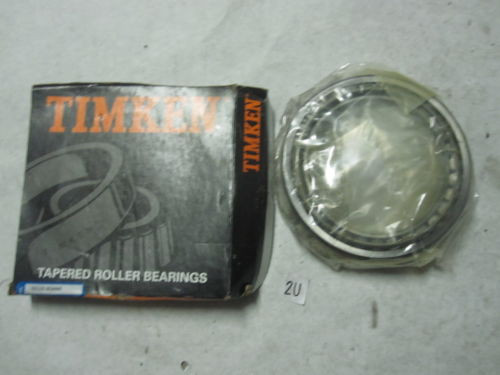 TIMKEN
TIMKEN
TAPERED ROLLER BEARINGS
2U